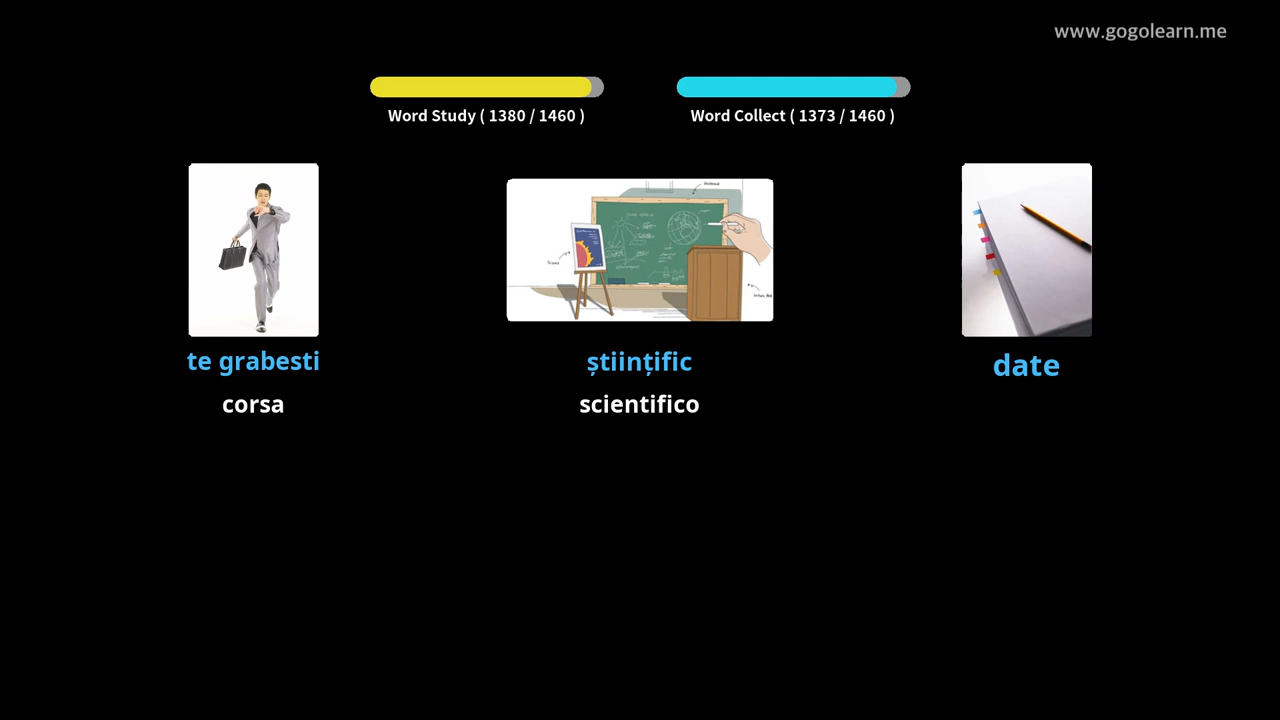 www.gogolearn.me
Word Study ( 1380 / 1460 )
Word Collect ( 1373 / 1460 )
te grabesti
științific
date
corsa
scientifico